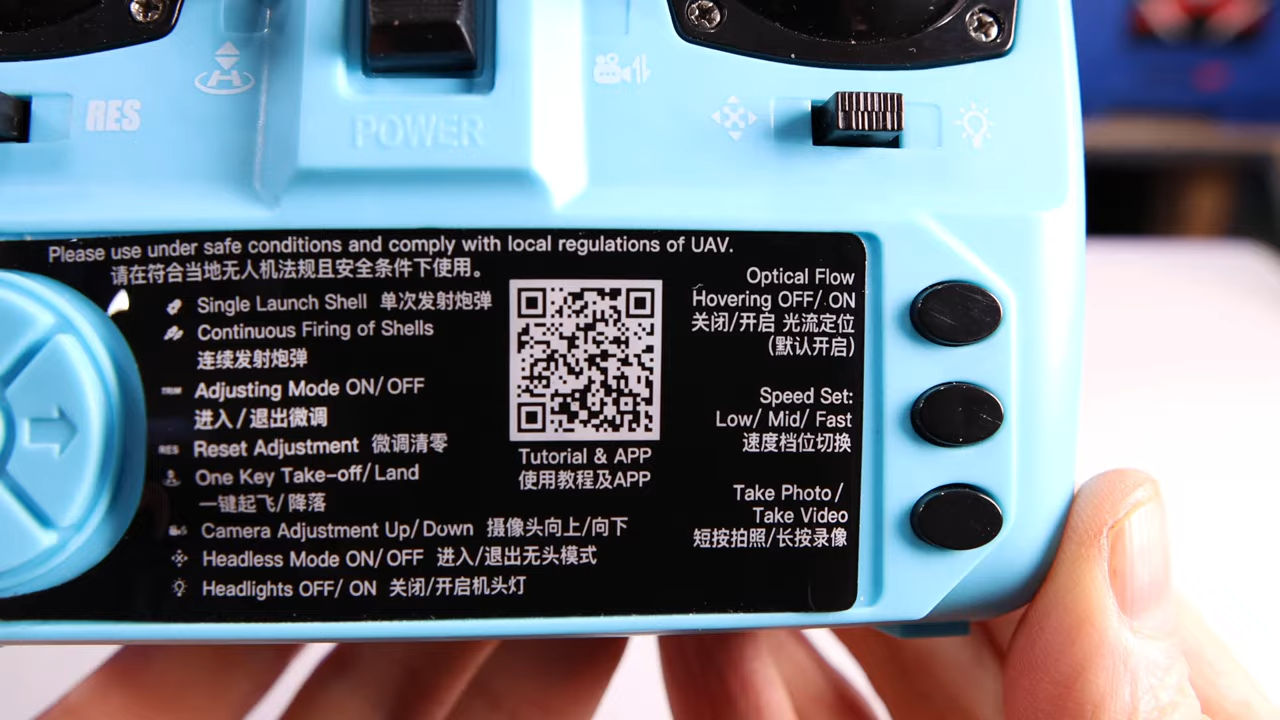 RES
POWER
Please use under safe conditions and comply with local regulations of UAV.
请在符合当地无人机法规且安全条件下使用。
Single Launch Shell 单次发射炮弹
Continuous Firing of Shells
连续发射炮弹
TRIM Adjusting Mode ON/OFF
进入/退出微调
RES Reset Adjustment 微调清零
One Key Take-off/Land
一键起飞/降落
Camera Adjustment Up/Down 摄像头向上/向下
Headless Mode ON/OFF 进入/退出无头模式
Headlights OFF/ ON 关闭/开启机头灯
Tutorial & APP
使用教程及APP
Optical Flow
Hovering OFF/ ON
关闭/开启 光流定位
(默认开启)
Speed Set:
Low/ Mid/ Fast
速度档位切换
Take Photo /
Take Video
短按拍照/长按录像